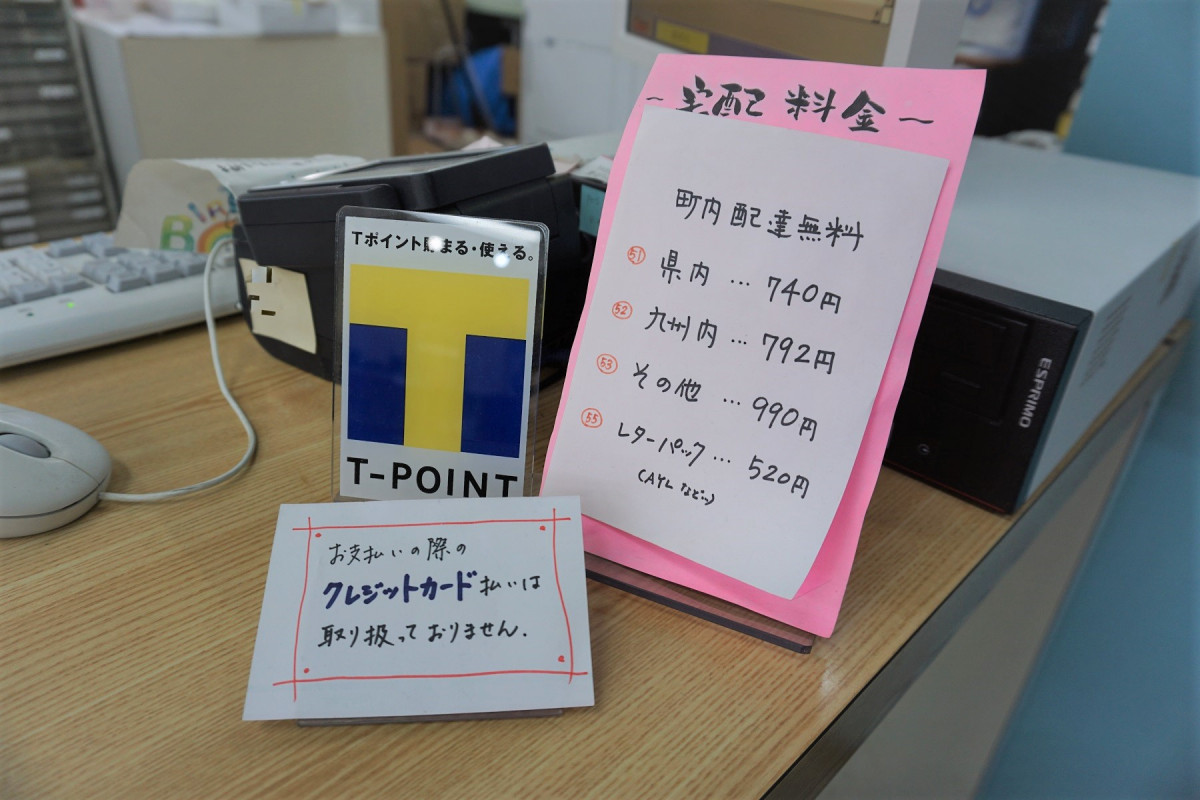 ~宅配 料金~
町内 配達無料
51 県内 … 740円
52 九州内 … 792円
53 その他 … 990円
55 レターパック … 520円
Tポイント貯まる・使える。
T-POINT
お支払いの際の
クレジットカード払いは
取り扱っておりません.
ESPRIMO